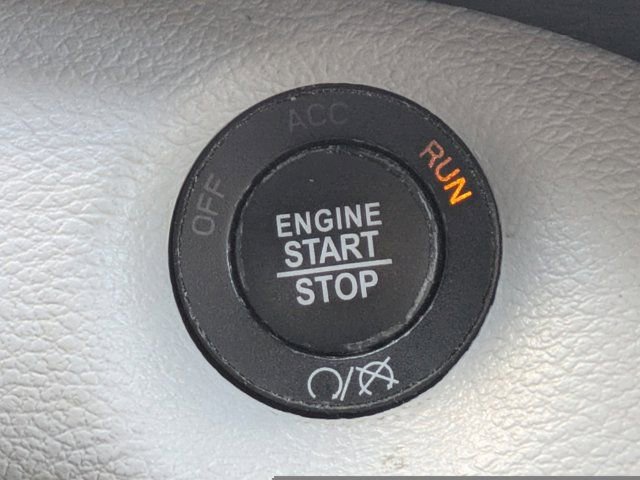 ACC
OFF
RUN
ENGINE
START
STOP